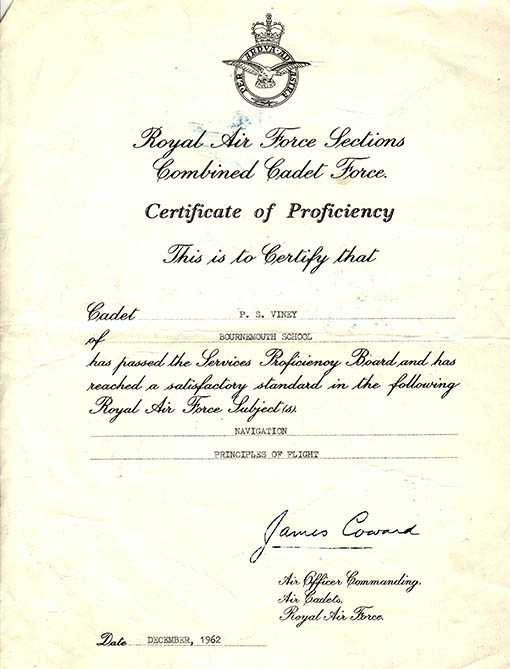 PER ARDVA AD ASTRA
Royal Air Force Sections
Combined Cadet Force.
Certificate of Proficiency
This is to Certify that
Cadet P. S. VINEY
of BOURNEMOUTH SCHOOL
has passed the Services Proficiency Board and has
reached a satisfactory standard in the following
Royal Air Force Subject(s).
NAVIGATION
PRINCIPLES OF FLIGHT
James Coward
Air Officer Commanding,
Air Cadets,
Royal Air Force.
Date DECEMBER, 1962